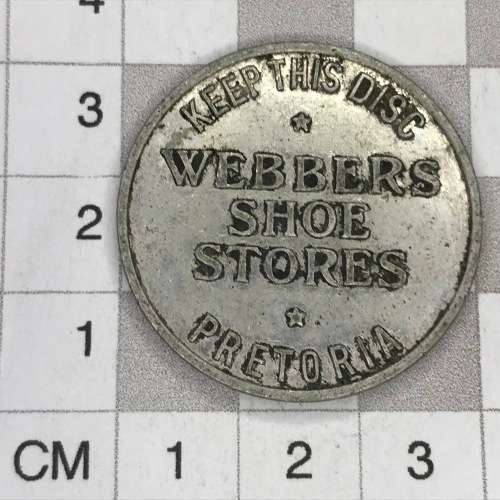 4
3
2
1
CM 1 2 3
KEEP THIS DISC
WEBBERS
SHOE
STORES
PRETORIA